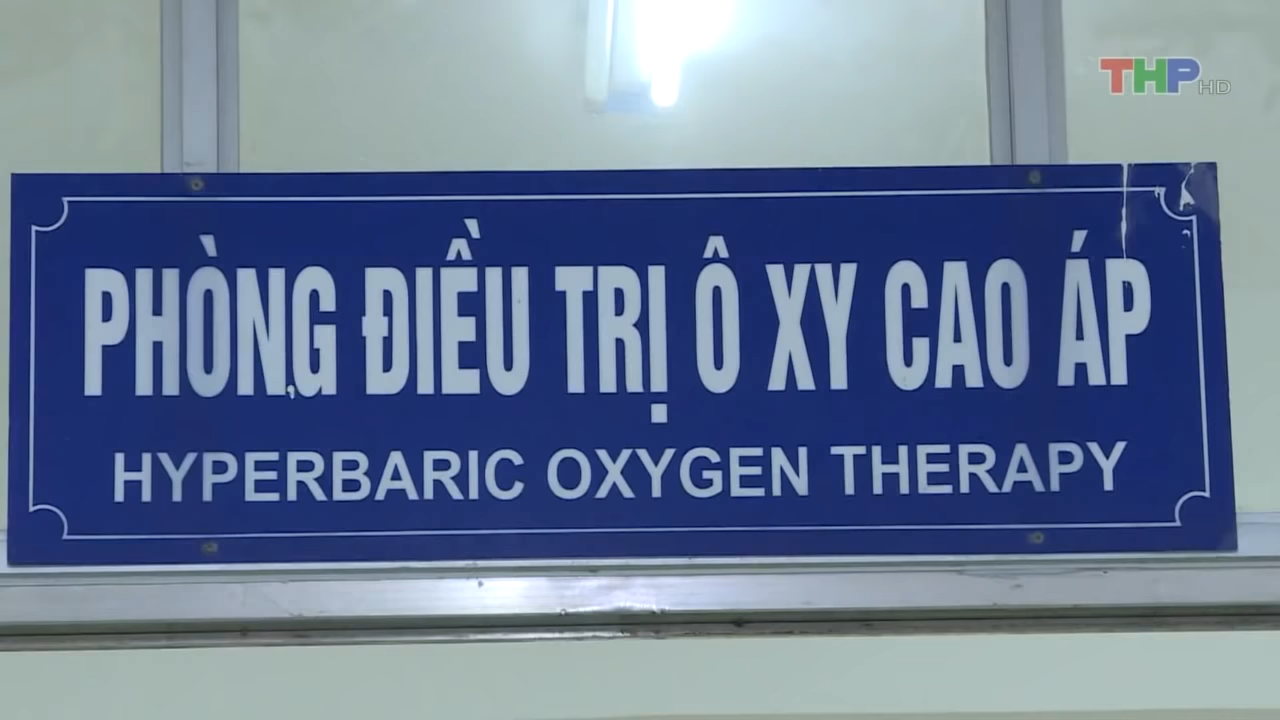 THP HD
PHÒNG ĐIỀU TRỊ Ô XY CAO ÁP
HYPERBARIC OXYGEN THERAPY